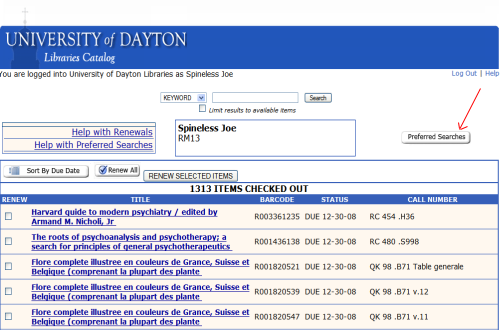 UNIVERSITY of DAYTON
Libraries Catalog
You are logged into University of Dayton Libraries as Spineless Joe
Log Out | Help
KEYWORD Search
Limit results to available items
Help with Renewals
Help with Preferred Searches
Spineless Joe
RM13
Preferred Searches
Sort By Due Date Renew All RENEW SELECTED ITEMS
1313 ITEMS CHECKED OUT
RENEW TITLE BARCODE STATUS CALL NUMBER
Harvard guide to modern psychiatry / edited by
Armand M. Nicholi, Jr R003361235 DUE 12-30-08 RC 454 .H36
The roots of psychoanalysis and psychotherapy; a
search for principles of general psychotherapeutics R001436138 DUE 12-30-08 RC 480 .S998
Flore complete illustree en couleurs de Grance, Suisse et
Belgique (comprenant la plupart des plante R001820521 DUE 12-30-08 QK 98 .B71 Table generale
Flore complete illustree en couleurs de Grance, Suisse et
Belgique (comprenant la plupart des plante R001820539 DUE 12-30-08 QK 98 .B71 v.12
Flore complete illustree en couleurs de Grance, Suisse et
Belgique (comprenant la plupart des plante R001820547 DUE 12-30-08 QK 98 .B71 v.11